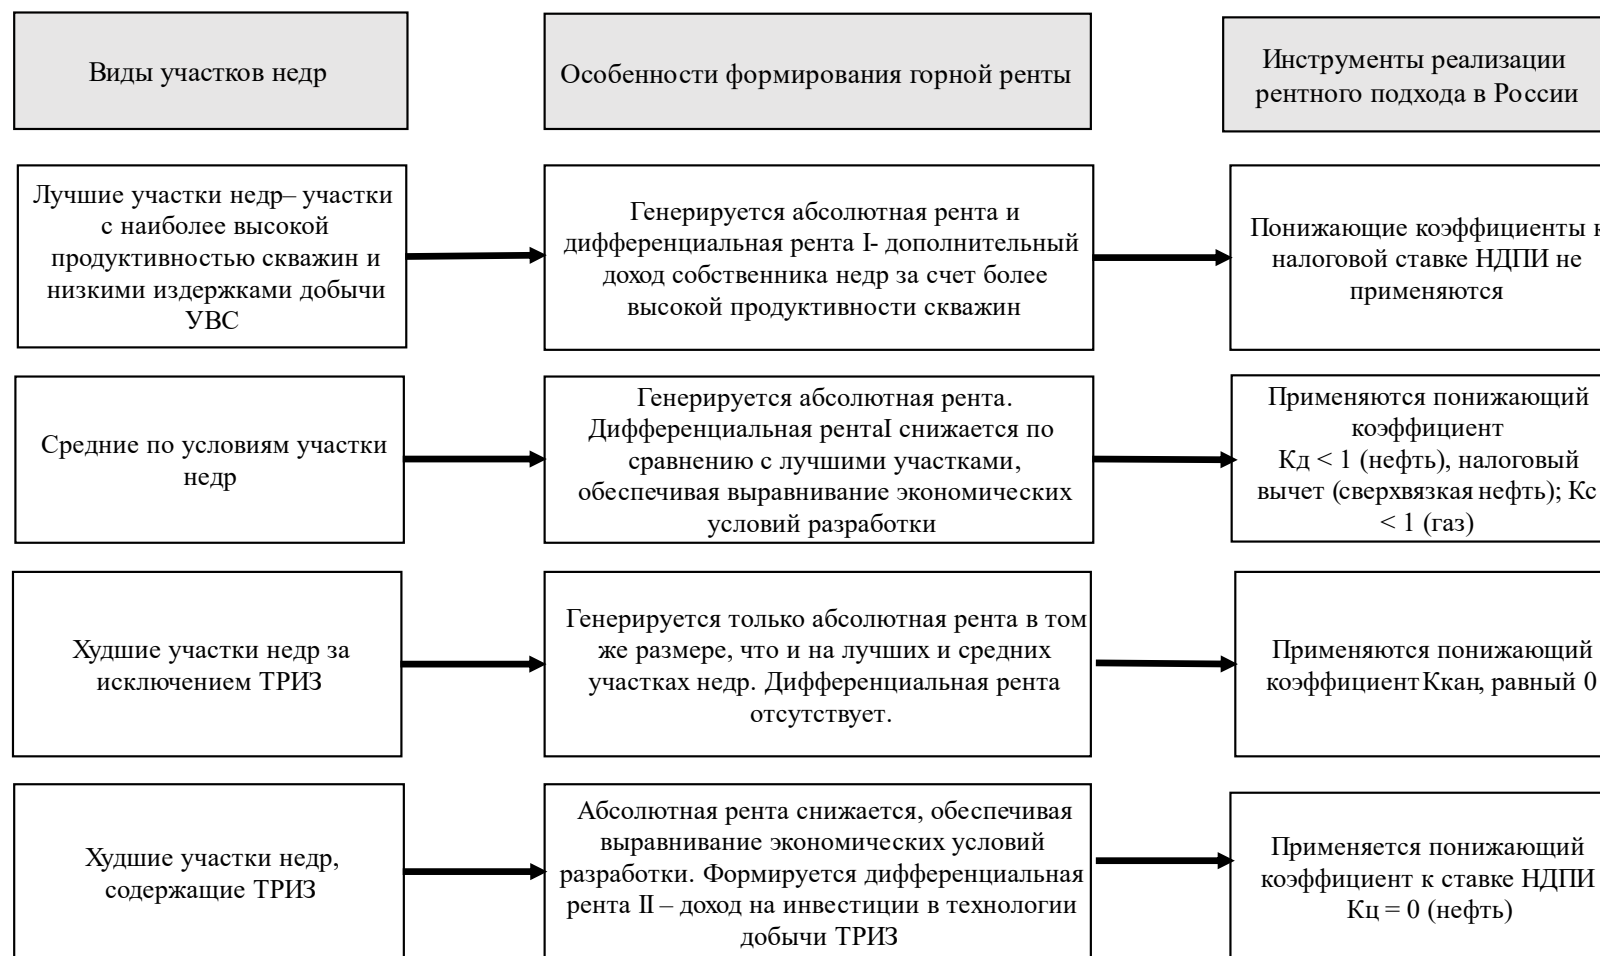 Виды участков недр
Особенности формирования горной ренты
Инструменты реализации
рентного подхода в России
Лучшие участки недр– участки
с наиболее высокой
продуктивностью скважин и
низкими издержками добычи
УВС
Генерируется абсолютная рента и
дифференциальная рента I- дополнительный
доход собственника недр за счет более
высокой продуктивности скважин
Понижающие коэффициенты к
налоговой ставке НДПИ не
применяются
Средние по условиям участки
недр
Генерируется абсолютная рента.
Дифференциальная рентаI снижается по
сравнению с лучшими участками,
обеспечивая выравнивание экономических
условий разработки
Применяются понижающий
коэффициент
Кд < 1 (нефть), налоговый
вычет (сверхвязкая нефть); Кс
< 1 (газ)
Худшие участки недр за
исключением ТРИЗ
Генерируется только абсолютная рента в том
же размере, что и на лучших и средних
участках недр. Дифференциальная рента
отсутствует.
Применяются понижающий
коэффициент Ккан, равный 0
Худшие участки недр,
содержащие ТРИЗ
Абсолютная рента снижается, обеспечивая
выравнивание экономических условий
разработки. Формируется дифференциальная
рента II – доход на инвестиции в технологии
добычи ТРИЗ
Применяется понижающий
коэффициент к ставке НДПИ
Кц = 0 (нефть)